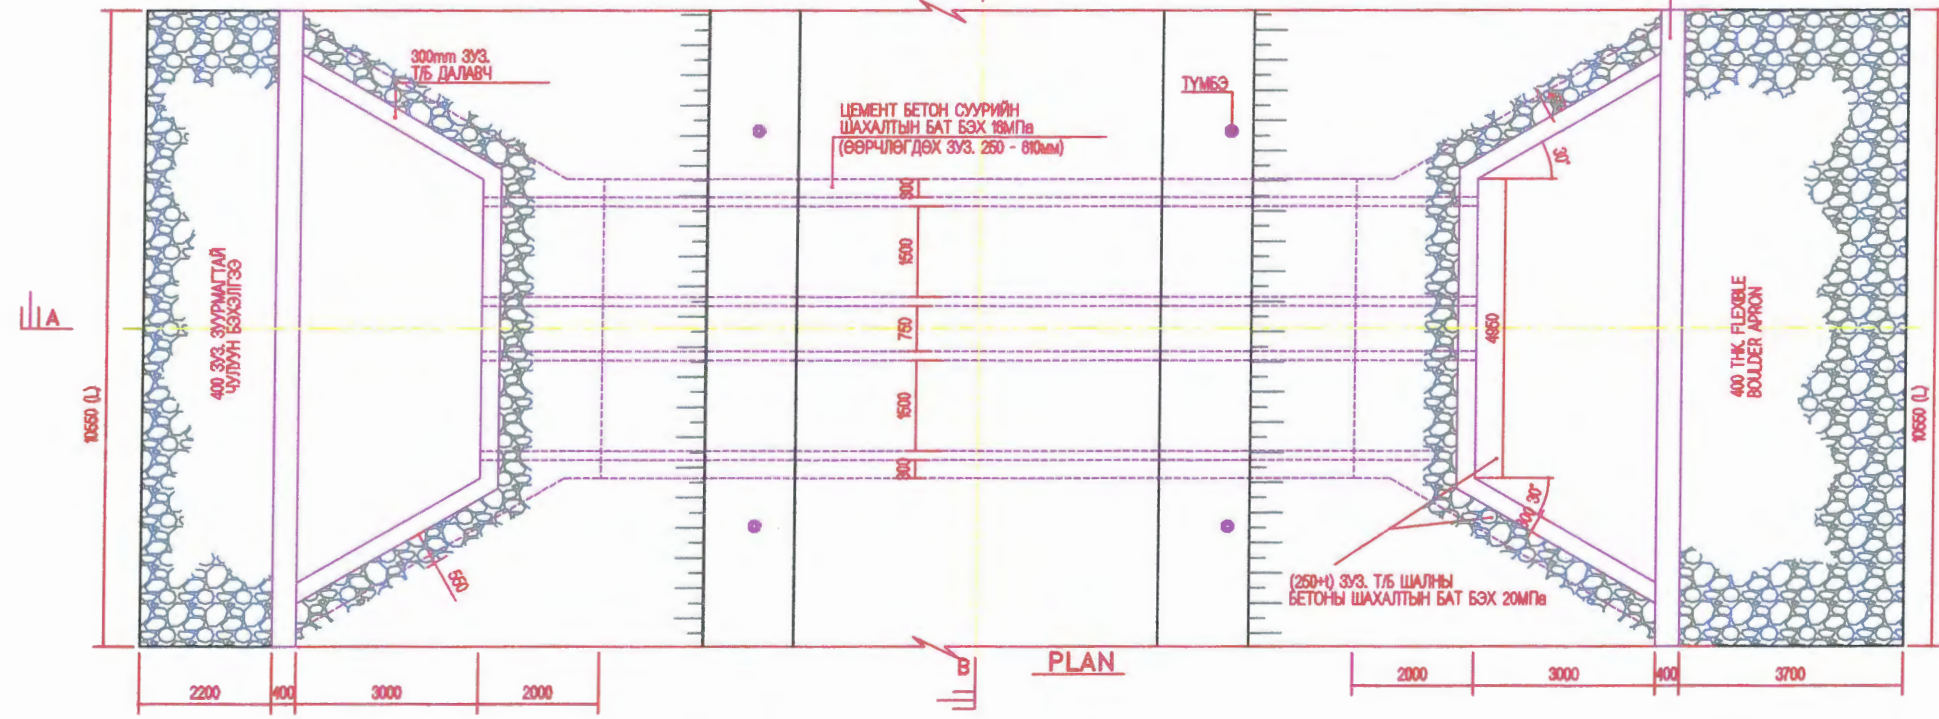 300mm ЗУЗ.
Т/Б ДАЛАВЧ
ЦЕМЕНТ БЕТОН СУУРИЙН
ШАХАЛТЫН БАТ БЭХ 18МПа
(ӨӨРЧЛӨГДӨХ ЗУЗ. 250 - 610мм)
ТҮМБЭ
30°
300
1500
750
1500
300
4950
A
400 ЗУЗ. ЗУУРМАГТАЙ
ЧУЛУУН БЭХЭЛГЭЭ
400 THK. FLEXIBLE
BOULDER APRON
10550 (L)
10550 (L)
300 30°
550
(250+t) ЗУЗ. Т/Б ШАЛНЫ
БЕТОНЫ ШАХАЛТЫН БАТ БЭХ 20МПа
B
PLAN
2200
400
3000
2000
2000
3000
400
3700